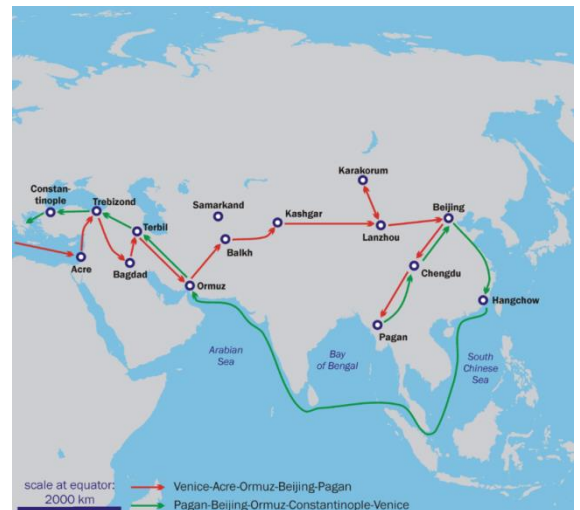 Karakorum
Constan-
tinople
Trebizond
Samarkand
Beijing
Terbil
Kashgar
Lanzhou
Balkh
Acre
Bagdad
Chengdu
Ormuz
Hangchow
Pagan
Arabian
Sea
Bay
of Bengal
South
Chinese
Sea
scale at equator:
2000 km
Venice-Acre-Ormuz-Beijing-Pagan
Pagan-Beijing-Ormuz-Constantinople-Venice